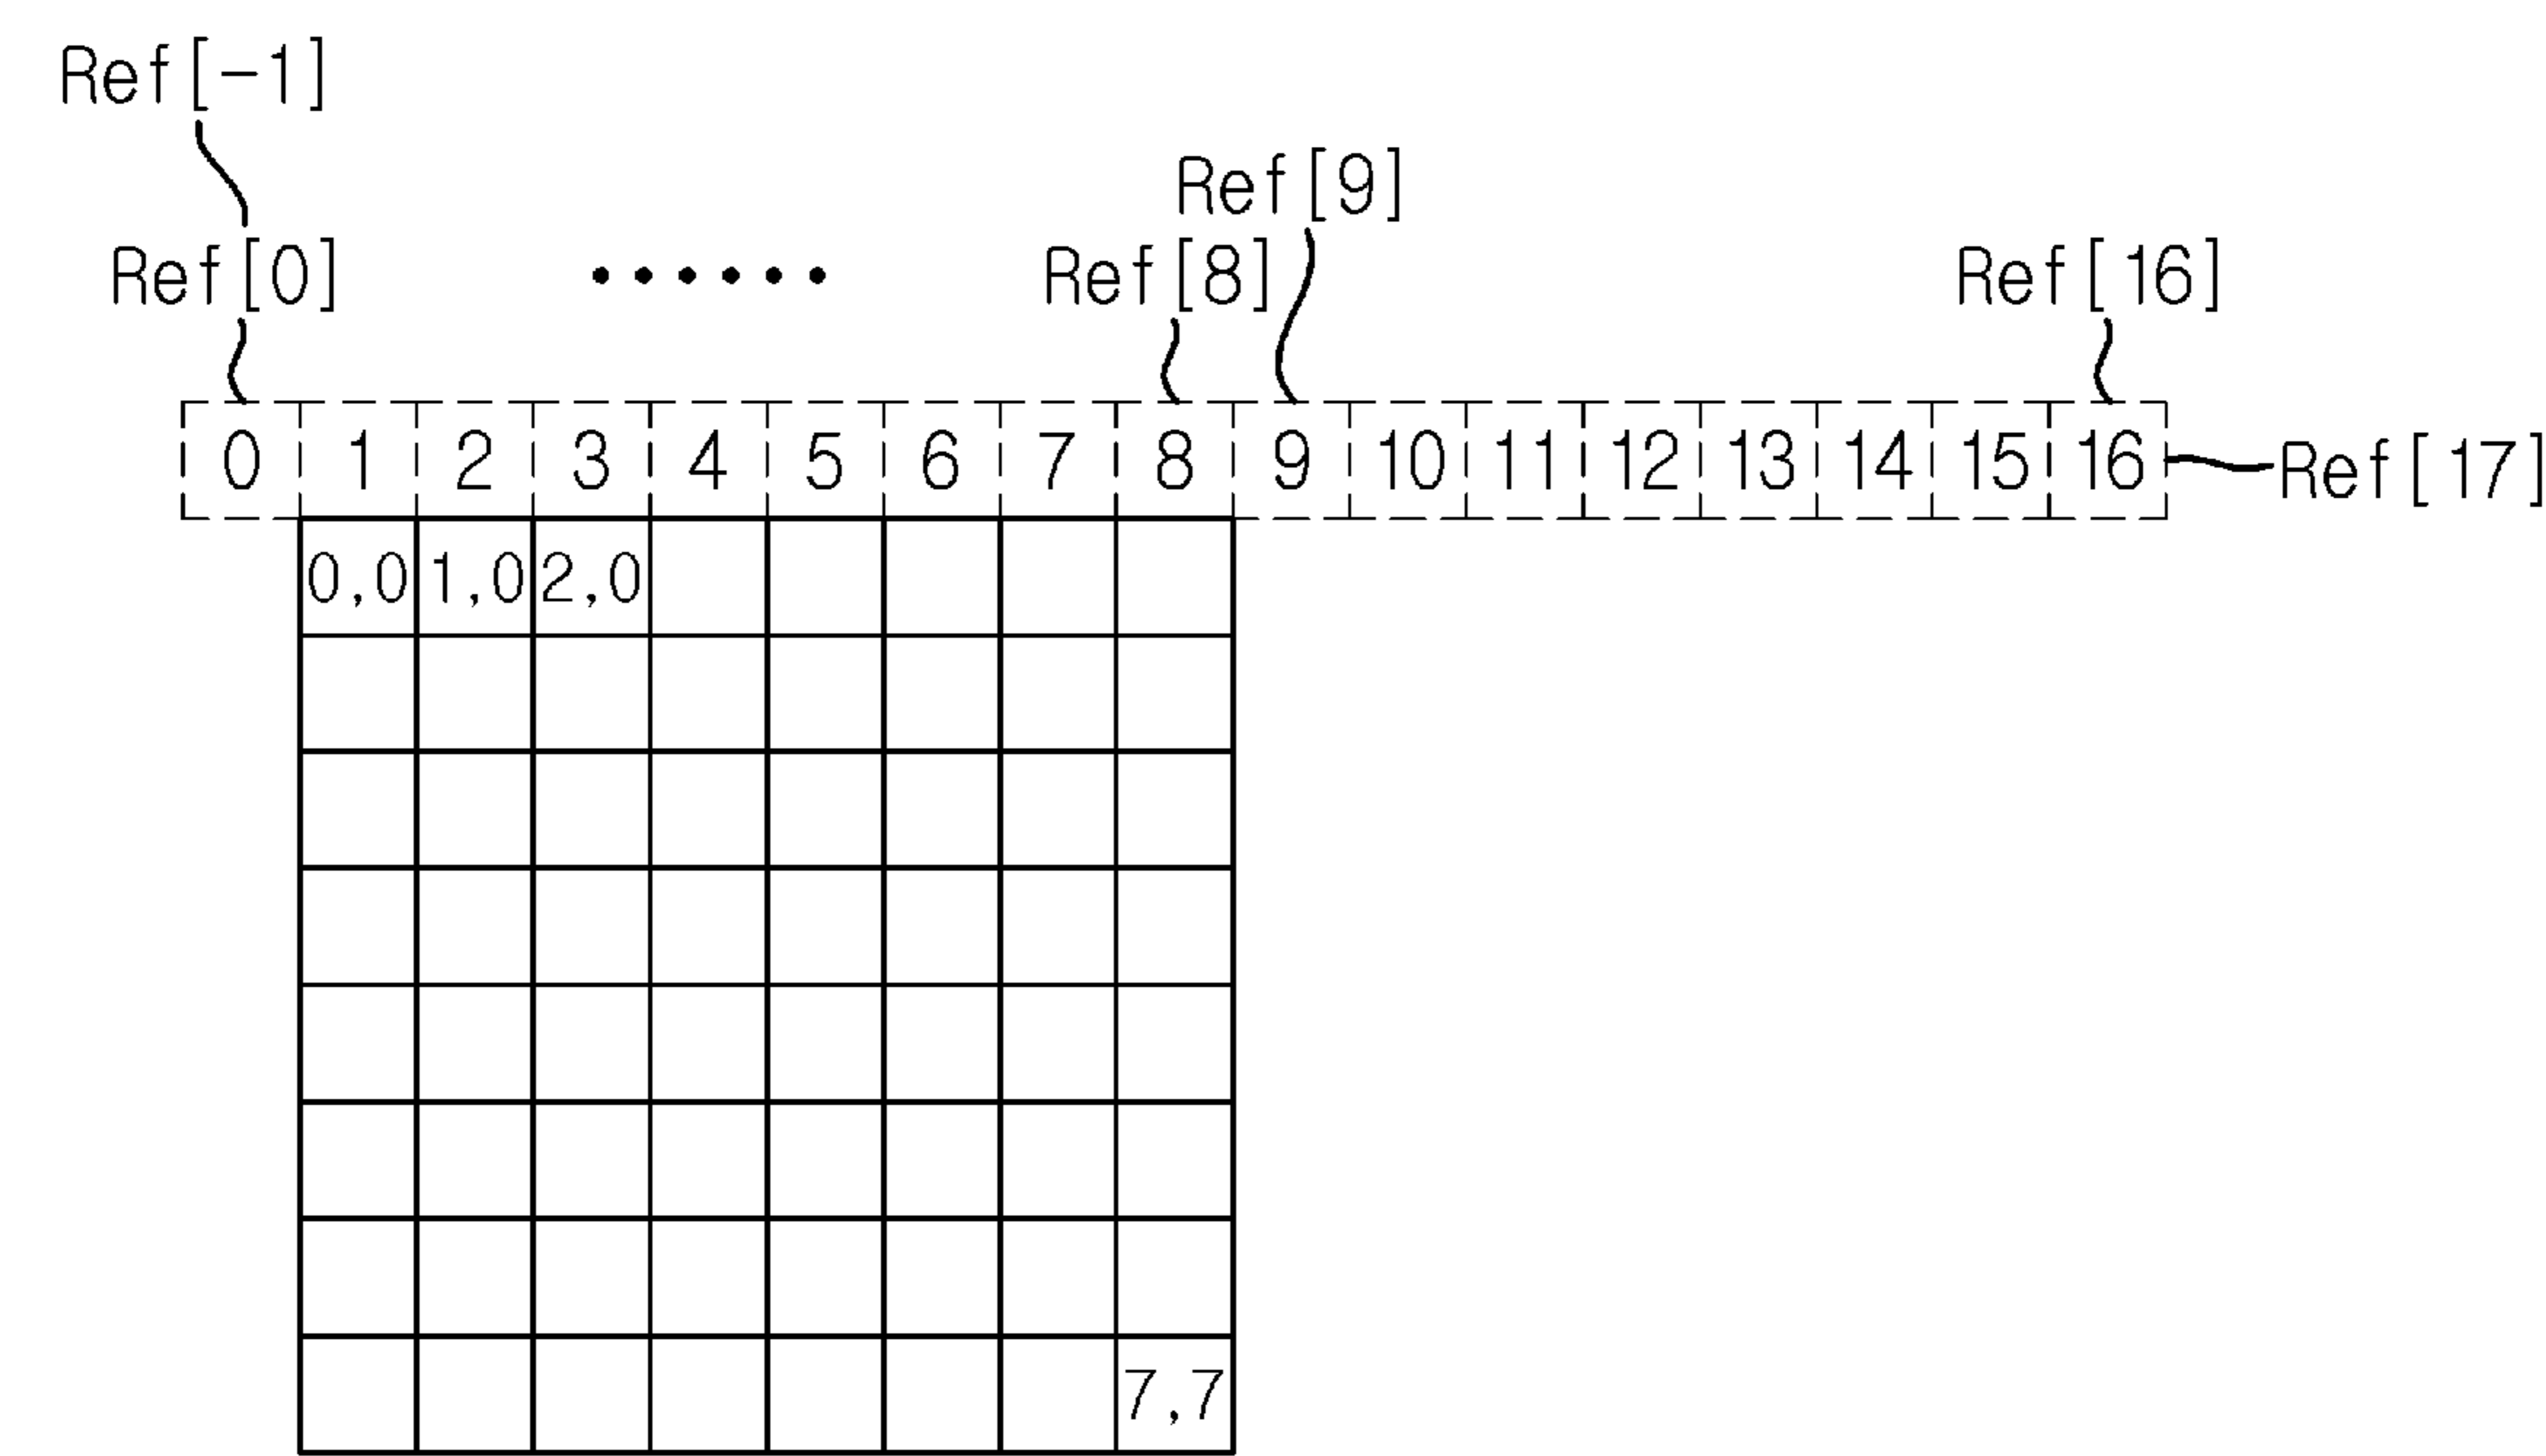 Ref[-1]
Ref[9]
Ref[0] ...... Ref[8] Ref[16]
0 1 2 3 4 5 6 7 8 9 10 11 12 13 14 15 16 Ref[17]
0,0 1,0 2,0
7,7